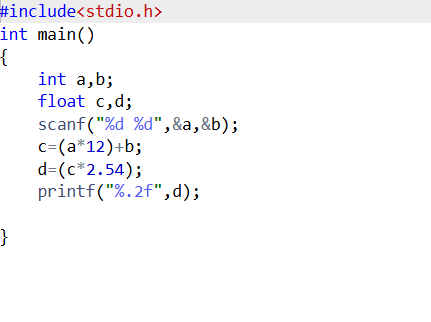 #include<stdio.h>
int main()
{
    int a,b;
    float c,d;
    scanf("%d %d",&a,&b);
    c=(a*12)+b;
    d=(c*2.54);
    printf("%.2f",d);
}